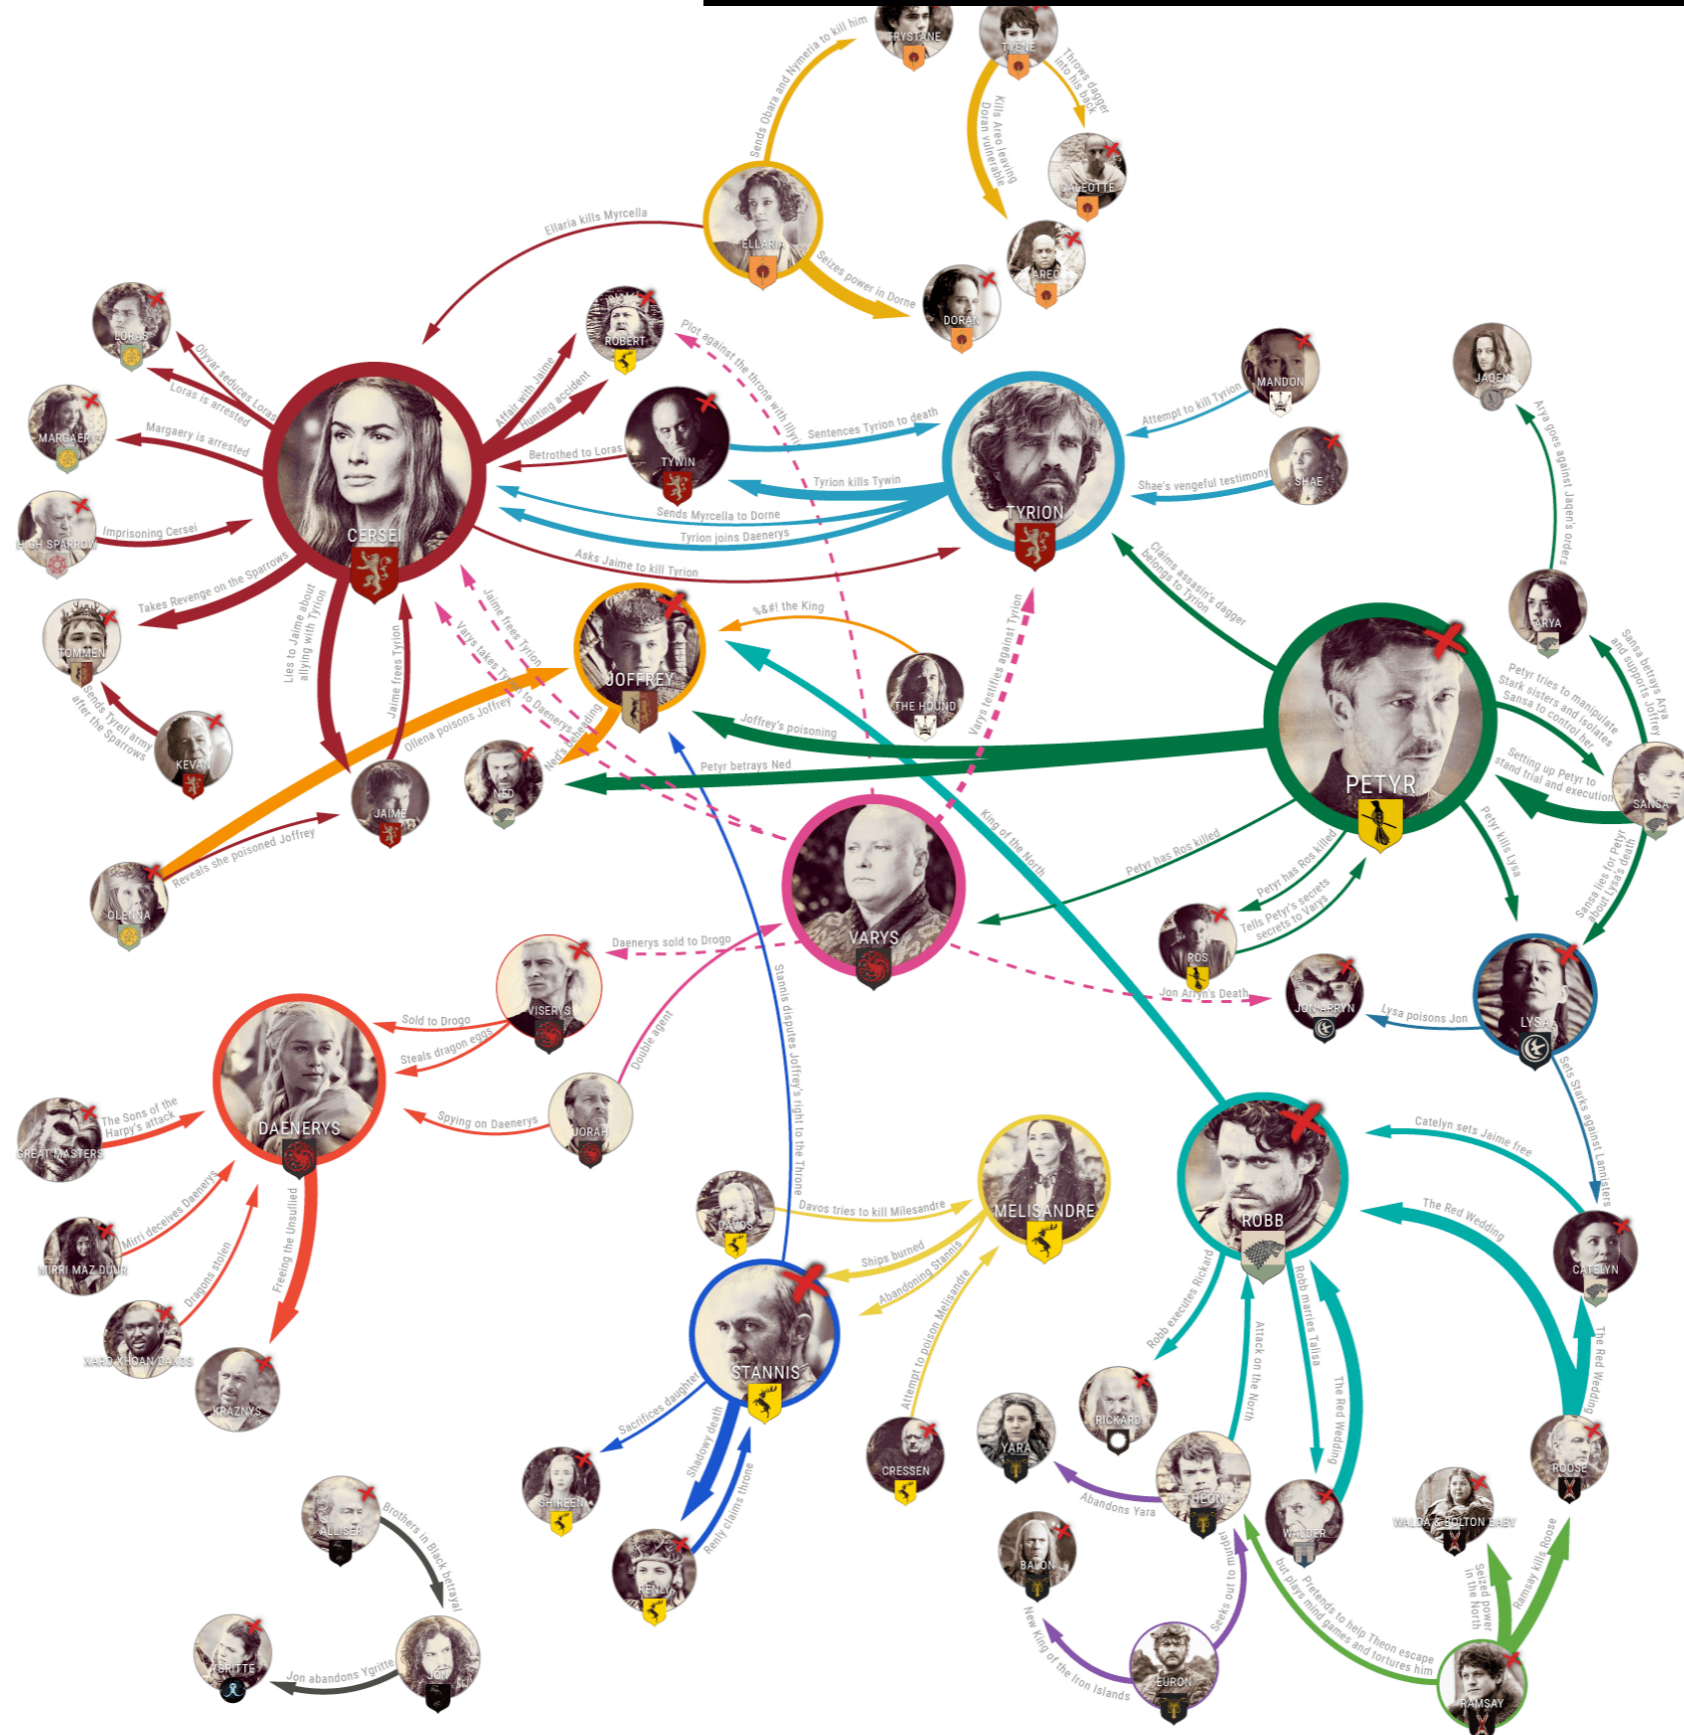 TRYSTANE
TYENE
Sends Obara and Nymeria to kill him
Throws dagger
into his back
Kills Areo leaving
Doran vulnerable
CALEOTTE
ELLARIA
Ellaria kills Myrcella
Seizes power in Dorne
AREO
DORAN
LORAS
ROBERT
Olyvar seduces Loras
Loras is arrested
Affair with Jaime
Hunting accident
Plot against the throne with Illyri
MANDON
JAQEN
Attempt to kill Tyrion
MARGAERY
Margaery is arrested
TYWIN
Betrothed to Loras
Sentences Tyrion to death
Tyrion kills Tywin
SHAE
Shae's vengeful testimony
Arya goes against Jaqen's orders
HIGH SPARROW
Imprisoning Cersei
CERSEI
TYRION
Sends Myrcella to Dorne
Tyrion joins Daenerys
Asks Jaime to kill Tyrion
Claims assasin's dagger
belongs to Tyrion
Takes Revenge on the Sparrows
TOMMEN
Lies to Jaime about
allying with Tyrion
Jaime frees Tyrion
Jaime frees Tyrion
Varys takes Tyrion to Daenerys
%&#! the King
JOFFREY
THE HOUND
Varys testifies against Tyrion
ARYA
Sansa betrays Arya
and supports Joffrey
Petyr tries to manipulate
Stark sisters and isolates
Sansa to control her
Sends Tyrell army
after the Sparrows
KEVAN
Ollena poisons Joffrey
Ned's beheading
Joffrey's poisoning
Petyr betrays Ned
NED
JAIME
PETYR
Setting up Petyr to
stand trial and execution
SANSA
Reveals she poisoned Joffrey
OLENNA
King of the North
Petyr has Ros killed
Petyr has Ros killed
Tells Petyr's secrets
secrets to Varys
Petyr kills Lysa
Sansa lies for Petyr
about Lysa's death
VARYS
ROS
Daenerys sold to Drogo
VISERYS
Jon Arryn's Death
JON ARRYN
Lysa poisons Jon
LYSA
Sold to Drogo
Steals dragon eggs
Double agent
Stannis disputes Joffrey's right to the Throne
Sets Starks against Lannisters
DAENERYS
Spying on Daenerys
JORAH
The Sons of the
Harpy's attack
GREAT MASTERS
Catelyn sets Jaime free
Mirri deceives Daenerys
MIRRI MAZ DUUR
Dragons stolen
Freeing the Unsullied
DAVOS
Davos tries to kill Milesandre
MELISANDRE
ROBB
The Red Wedding
CATELYN
Ships burned
Abandoning Stannis
Attempt to poison Melisandre
Robb executes Rickard
Robb marries Talisa
Attack on the North
The Red Wedding
The Red Wedding
XARO XHOAN DAXOS
KRAZNYS
STANNIS
Sacrifices daughter
Shadowy death
Renly claims throne
SHIREEN
RENLY
CRESSEN
YARA
RICKARD
Abandons Yara
THEON
WALDER
ROOSE
WALDA & BOLTON BABY
Seized power
in the North
Ramsay kills Roose
ALLISER
Brothers in Black betrayal
BALON
New King of the Iron Islands
Seeks out to murder
EURON
Pretends to help Theon escape
but plays mind games and tortures him
RAMSAY
YGRITTE
Jon abandons Ygritte
JON